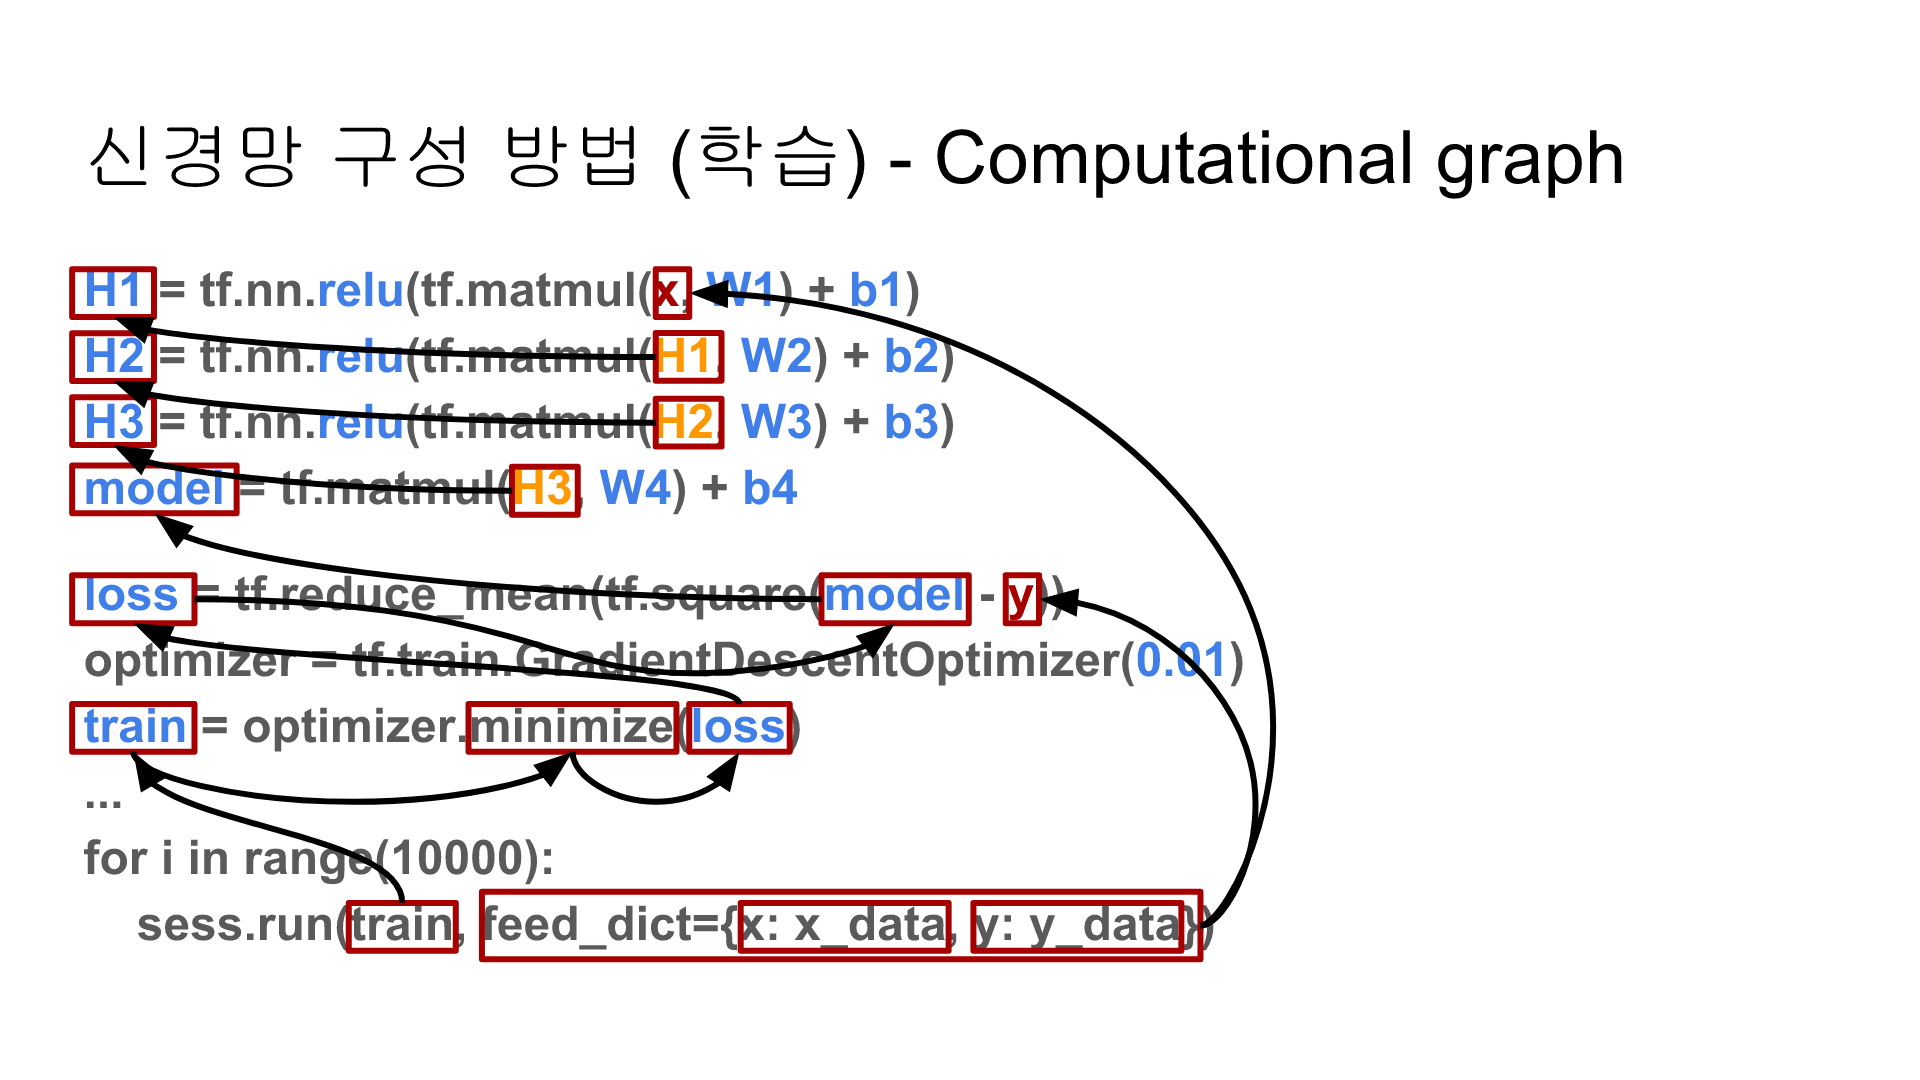 신경망 구성 방법 (학습) - Computational graph
H1 = tf.nn.relu(tf.matmul(x, W1) + b1)
H2 = tf.nn.relu(tf.matmul(H1, W2) + b2)
H3 = tf.nn.relu(tf.matmul(H2, W3) + b3)
model = tf.matmul(H3, W4) + b4
loss = tf.reduce_mean(tf.square(model - y))
optimizer = tf.train.GradientDescentOptimizer(0.01)
train = optimizer.minimize(loss)
...
for i in range(10000):
sess.run(train, feed_dict={x: x_data, y: y_data})